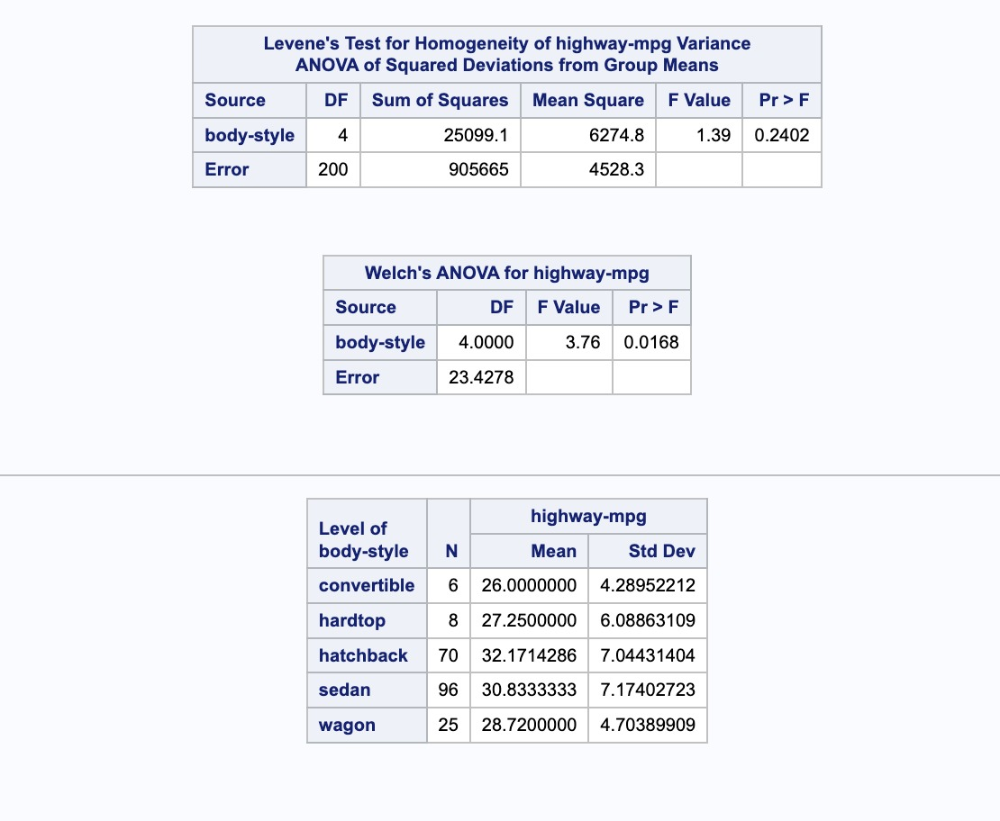 Levene's Test for Homogeneity of highway-mpg Variance
ANOVA of Squared Deviations from Group Means
Source DF Sum of Squares Mean Square F Value Pr > F
body-style 4 25099.1 6274.8 1.39 0.2402
Error 200 905665 4528.3
Welch's ANOVA for highway-mpg
Source DF F Value Pr > F
body-style 4.0000 3.76 0.0168
Error 23.4278
highway-mpg
Level of
body-style N Mean Std Dev
convertible 6 26.0000000 4.28952212
hardtop 8 27.2500000 6.08863109
hatchback 70 32.1714286 7.04431404
sedan 96 30.8333333 7.17402723
wagon 25 28.7200000 4.70389909